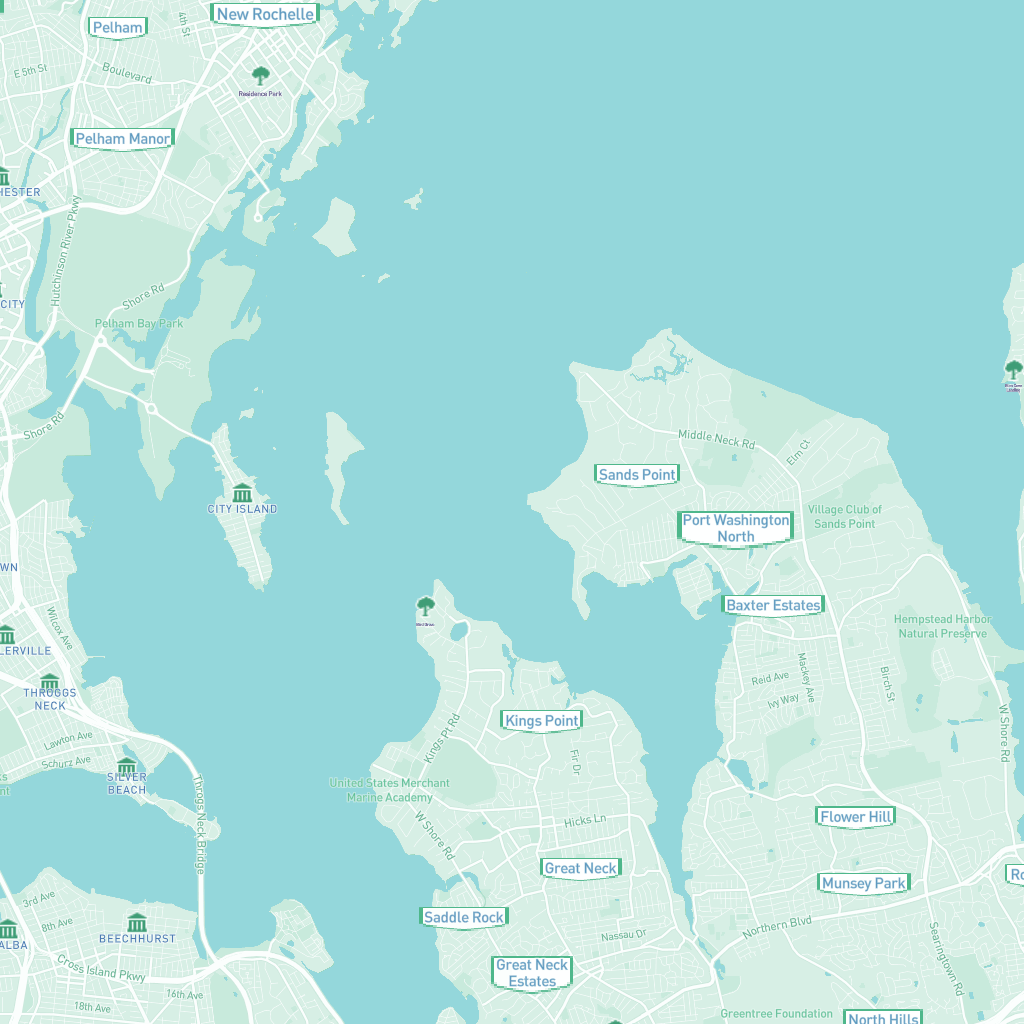 New Rochelle
Pelham
4th St
E 5th St
Boulevard
Residence Park
Pelham Manor
HESTER
Hutchinson River Pkwy
CITY
Shore Rd
Pelham Bay Park
Shore Rd
CITY ISLAND
Middle Neck Rd
Elm Ct
Sands Point
Port Washington
North
Village Club of
Sands Point
OWN
Baxter Estates
Hempstead Harbor
Natural Preserve
Wilcox Ave
LERVILLE
THROGGS
NECK
Reid Ave
Mackey Ave
Birch St
Ivy Way
W Shore Rd
Kings Point
Kings Pt Rd
Fir Dr
Lawton Ave
Schurz Ave
SILVER
BEACH
United States Merchant
Marine Academy
Throgs Neck Bridge
W Shore Rd
Hicks Ln
Flower Hill
Great Neck
Munsey Park
Ro
3rd Ave
8th Ave
BEECHHURST
ALBA
Saddle Rock
Nassau Dr
Northern Blvd
Searingtown Rd
Cross Island Pkwy
16th Ave
18th Ave
Great Neck
Estates
Greentree Foundation
North Hills